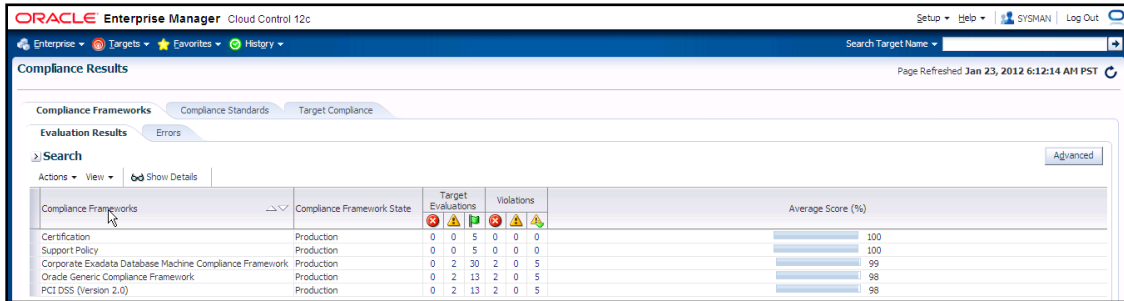 ORACLE Enterprise Manager Cloud Control 12c Setup Help SYSMAN Log Out
Enterprise Targets Favorites History Search Target Name
Compliance Results Page Refreshed Jan 23, 2012 6:12:14 AM PST
Compliance Frameworks Compliance Standards Target Compliance
Evaluation Results Errors
Search Advanced
Actions View Show Details
Compliance Frameworks Compliance Framework State Target Evaluations Violations Average Score (%)
Certification Production 0 0 5 0 0 0 100
Support Policy Production 0 0 5 0 0 0 100
Corporate Exadata Database Machine Compliance Framework Production 0 2 30 2 0 5 99
Oracle Generic Compliance Framework Production 0 2 13 2 0 5 98
PCI DSS (Version 2.0) Production 0 2 13 2 0 5 98